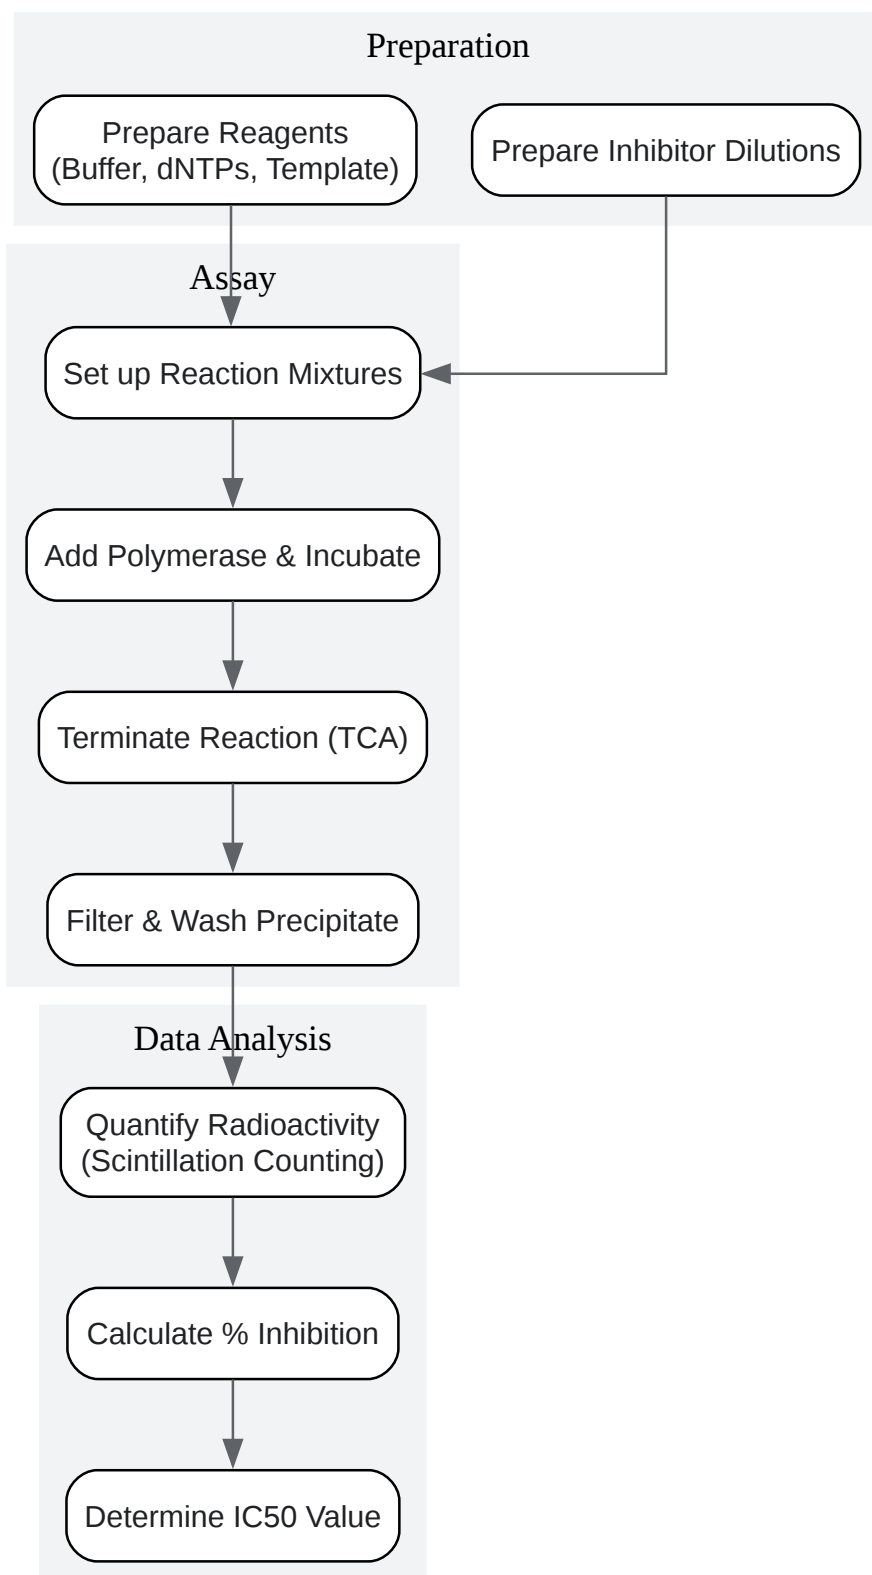 Preparation
Prepare Reagents
(Buffer, dNTPs, Template)
Prepare Inhibitor Dilutions
Assay
Set up Reaction Mixtures
Add Polymerase & Incubate
Terminate Reaction (TCA)
Filter & Wash Precipitate
Data Analysis
Quantify Radioactivity
(Scintillation Counting)
Calculate % Inhibition
Determine IC50 Value